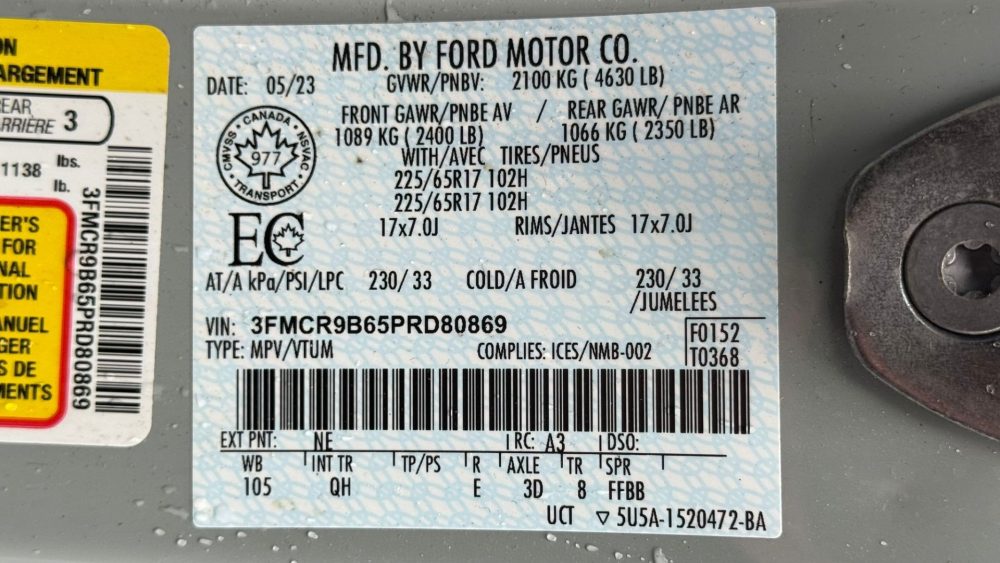 ON
ARGEMENT
REAR
ARRIÈRE 3
1138 lbs.
lb.
ER'S
FOR
NAL
TION
ANUEL
GER
S DE
MENTS
3FMCR9B65PRD80869
MFD. BY FORD MOTOR CO.
DATE: 05/23 GVWR/PNBV: 2100 KG ( 4630 LB)
FRONT GAWR/PNBE AV / REAR GAWR/ PNBE AR
1089 KG ( 2400 LB) 1066 KG ( 2350 LB)
WITH/AVEC TIRES/PNEUS
225/65R17 102H
225/65R17 102H
17x7.0J RIMS/JANTES 17x7.0J
CANADA
CMVSS 977 NSVAC
TRANSPORT
EC
AT/A kPa/PSI/LPC 230/ 33 COLD/A FROID 230/ 33
/JUMELEES
VIN: 3FMCR9B65PRD80869 F0152
TYPE: MPV/VTUM COMPLIES: ICES/NMB-002 T0368
EXT PNT: NE RC: A3 DSO:
WB INT TR TP/PS R AXLE TR SPR
105 QH E 3D 8 FFBB
UCT ▽ 5U5A-1520472-BA